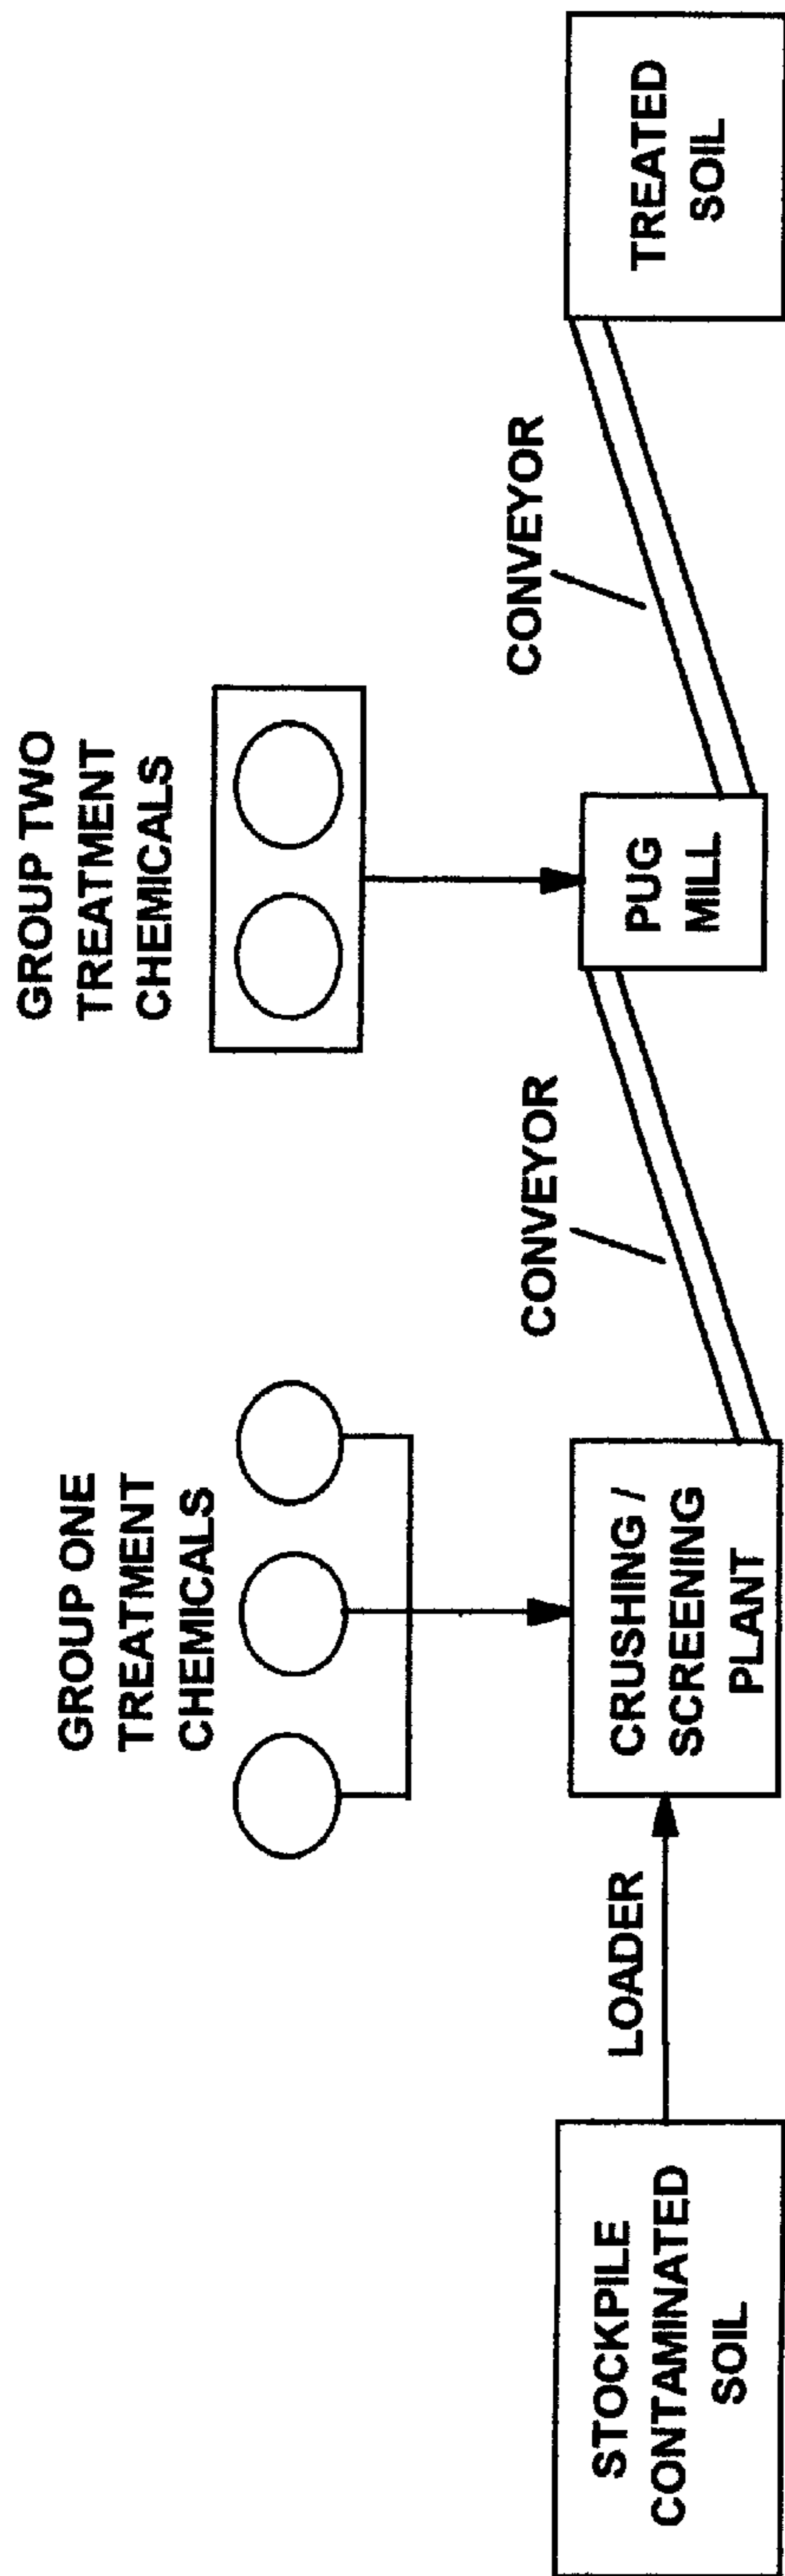 GROUP ONE
TREATMENT
CHEMICALS
GROUP TWO
TREATMENT
CHEMICALS
STOCKPILE
CONTAMINATED
SOIL
LOADER
CRUSHING /
SCREENING
PLANT
CONVEYOR
PUG
MILL
CONVEYOR
TREATED
SOIL